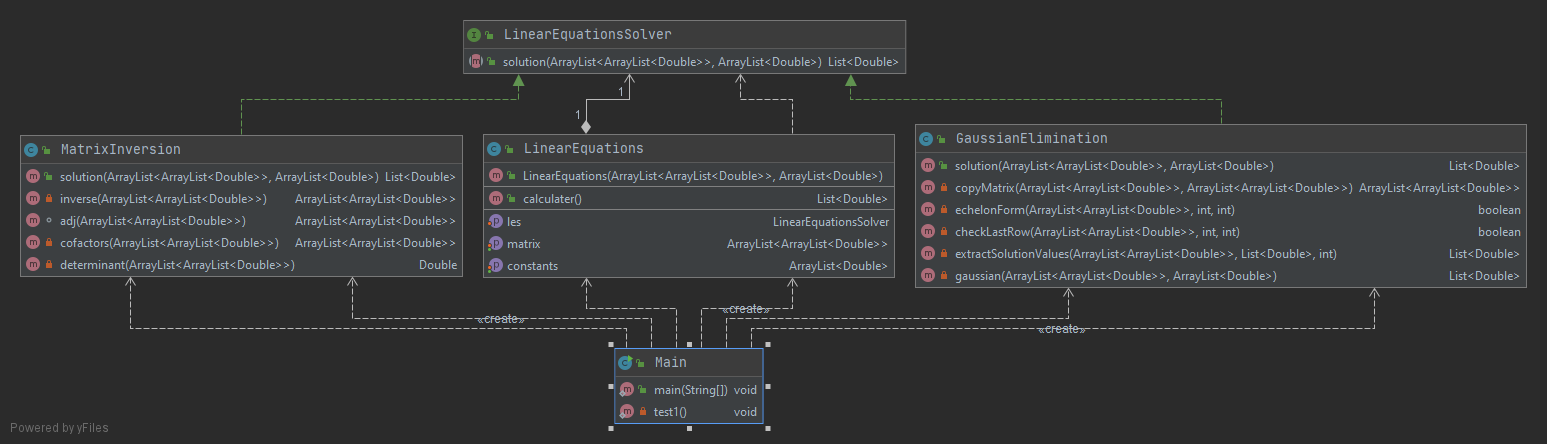 LinearEquationsSolver
solution(ArrayList<ArrayList<Double>>, ArrayList<Double>) List<Double>
1
1
MatrixInversion
solution(ArrayList<ArrayList<Double>>, ArrayList<Double>) List<Double>
inverse(ArrayList<ArrayList<Double>>) ArrayList<ArrayList<Double>>
adj(ArrayList<ArrayList<Double>>) ArrayList<ArrayList<Double>>
cofactors(ArrayList<ArrayList<Double>>) ArrayList<ArrayList<Double>>
determinant(ArrayList<ArrayList<Double>>) Double
LinearEquations
LinearEquations(ArrayList<ArrayList<Double>>, ArrayList<Double>)
calculater() List<Double>
les LinearEquationsSolver
matrix ArrayList<ArrayList<Double>>
constants ArrayList<Double>
GaussianElimination
solution(ArrayList<ArrayList<Double>>, ArrayList<Double>) List<Double>
copyMatrix(ArrayList<ArrayList<Double>>, ArrayList<Double>) ArrayList<ArrayList<Double>>
echelonForm(ArrayList<ArrayList<Double>>, int, int) boolean
checkLastRow(ArrayList<ArrayList<Double>>, int, int) boolean
extractSolutionValues(ArrayList<ArrayList<Double>>, List<Double>, int) List<Double>
gaussian(ArrayList<ArrayList<Double>>, ArrayList<Double>) List<Double>
«create»
«create»
«create»
Main
main(String[]) void
test1() void
Powered by yFiles